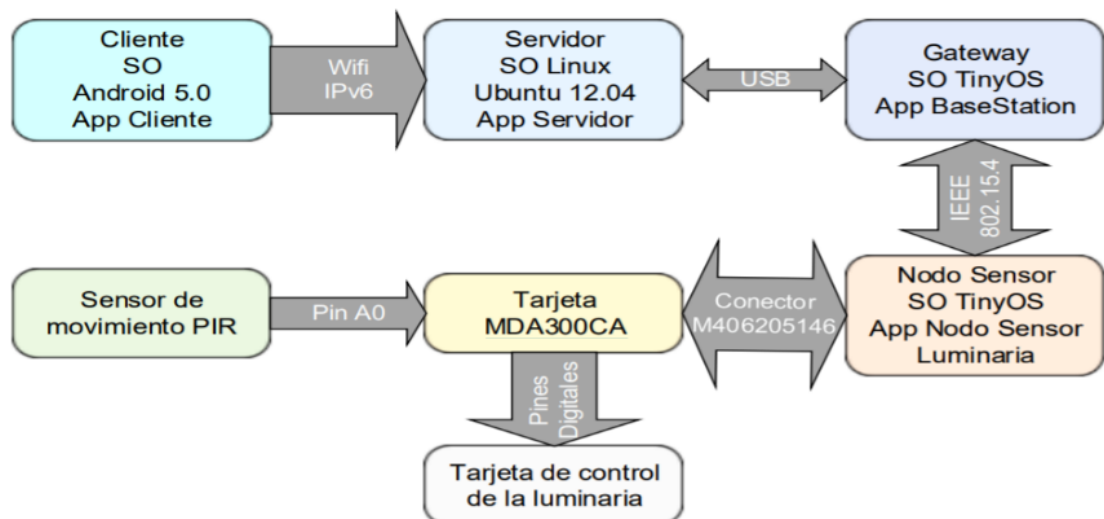 Cliente
SO
Android 5.0
App Cliente
Wifi
IPv6
Servidor
SO Linux
Ubuntu 12.04
App Servidor
USB
Gateway
SO TinyOS
App BaseStation
IEEE
802.15.4
Sensor de
movimiento PIR
Pin A0
Tarjeta
MDA300CA
Conector
M406205146
Nodo Sensor
SO TinyOS
App Nodo Sensor
Luminaria
Pines
Digitales
Tarjeta de control
de la luminaria